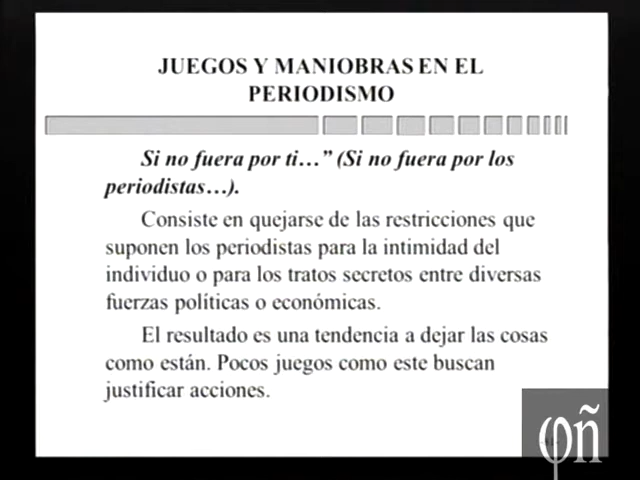 JUEGOS Y MANIOBRAS EN EL
PERIODISMO
Si no fuera por ti…” (Si no fuera por los
periodistas…).
Consiste en quejarse de las restricciones que
suponen los periodistas para la intimidad del
individuo o para los tratos secretos entre diversas
fuerzas políticas o económicas.
El resultado es una tendencia a dejar las cosas
como están. Pocos juegos como este buscan
justificar acciones.
φñ